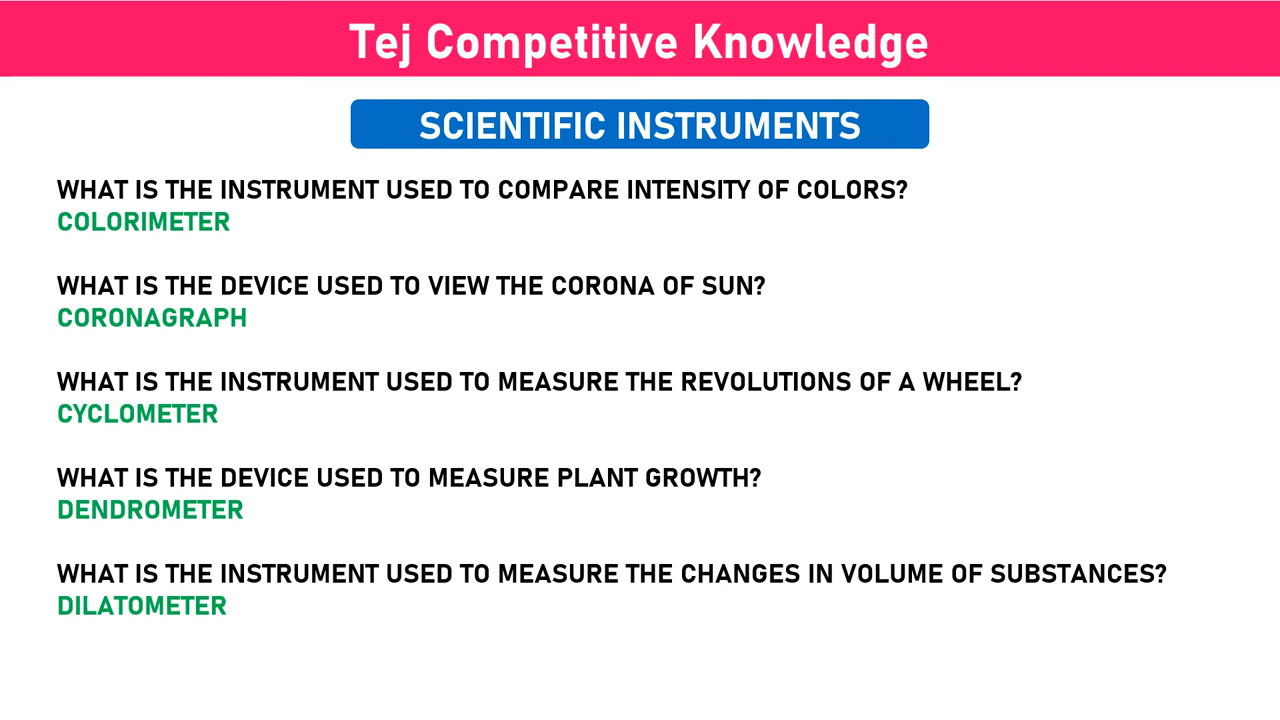 Tej Competitive Knowledge
SCIENTIFIC INSTRUMENTS
WHAT IS THE INSTRUMENT USED TO COMPARE INTENSITY OF COLORS?
COLORIMETER
WHAT IS THE DEVICE USED TO VIEW THE CORONA OF SUN?
CORONAGRAPH
WHAT IS THE INSTRUMENT USED TO MEASURE THE REVOLUTIONS OF A WHEEL?
CYCLOMETER
WHAT IS THE DEVICE USED TO MEASURE PLANT GROWTH?
DENDROMETER
WHAT IS THE INSTRUMENT USED TO MEASURE THE CHANGES IN VOLUME OF SUBSTANCES?
DILATOMETER